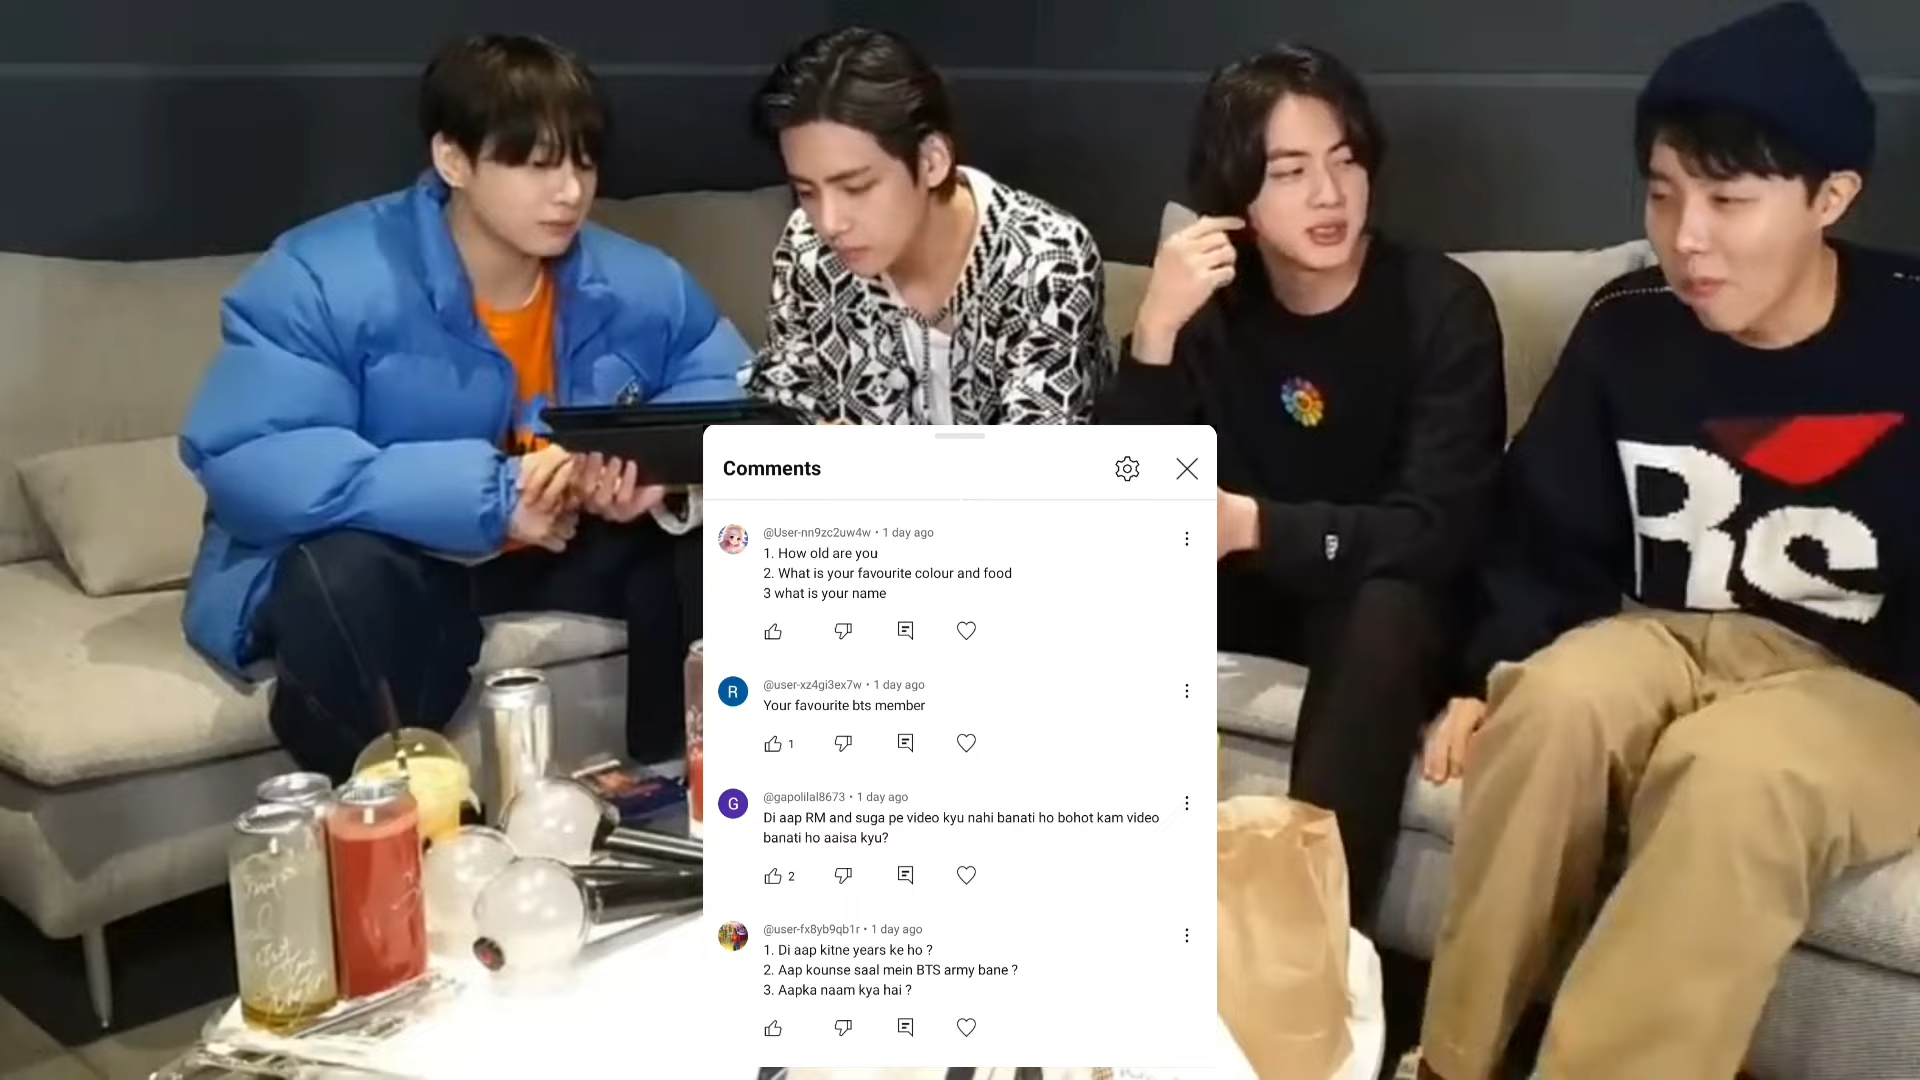 Comments
@User-nn9zc2uw4w • 1 day ago
1. How old are you
2. What is your favourite colour and food
3 what is your name
R
@user-xz4gi3ex7w • 1 day ago
Your favourite bts member
1
G
@gapolilal8673 • 1 day ago
Di aap RM and suga pe video kyu nahi banati ho bohot kam video
banati ho aaisa kyu?
2
@user-fx8yb9qb1r • 1 day ago
1. Di aap kitne years ke ho ?
2. Aap kounse saal mein BTS army bane ?
3. Aapka naam kya hai ?
Rs